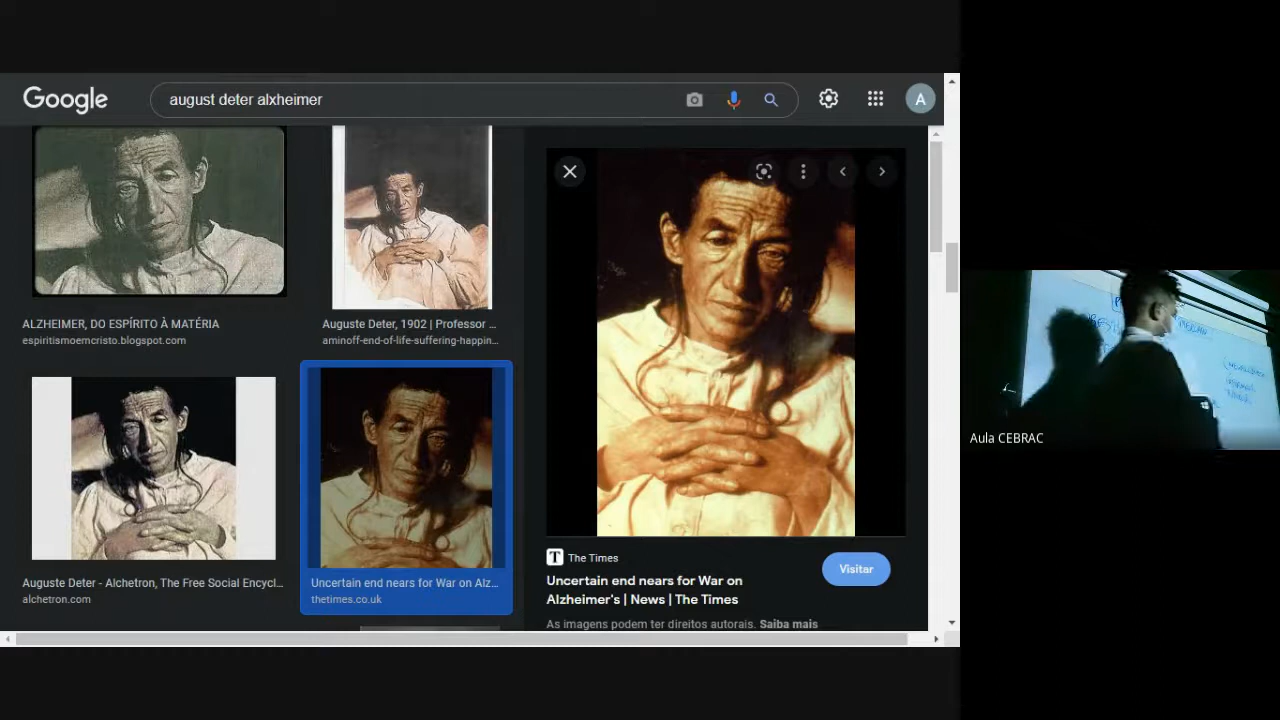 Google
august deter alxheimer
A
ALZHEIMER, DO ESPÍRITO À MATÉRIA
espiritismoemcristo.blogspot.com
Auguste Deter, 1902 | Professor ...
aminoff-end-of-life-suffering-happin...
Auguste Deter - Alchetron, The Free Social Encycl...
alchetron.com
Uncertain end nears for War on Alz...
thetimes.co.uk
T The Times
Uncertain end nears for War on
Alzheimer's | News | The Times
Visitar
As imagens podem ter direitos autorais. Saiba mais
Aula CEBRAC